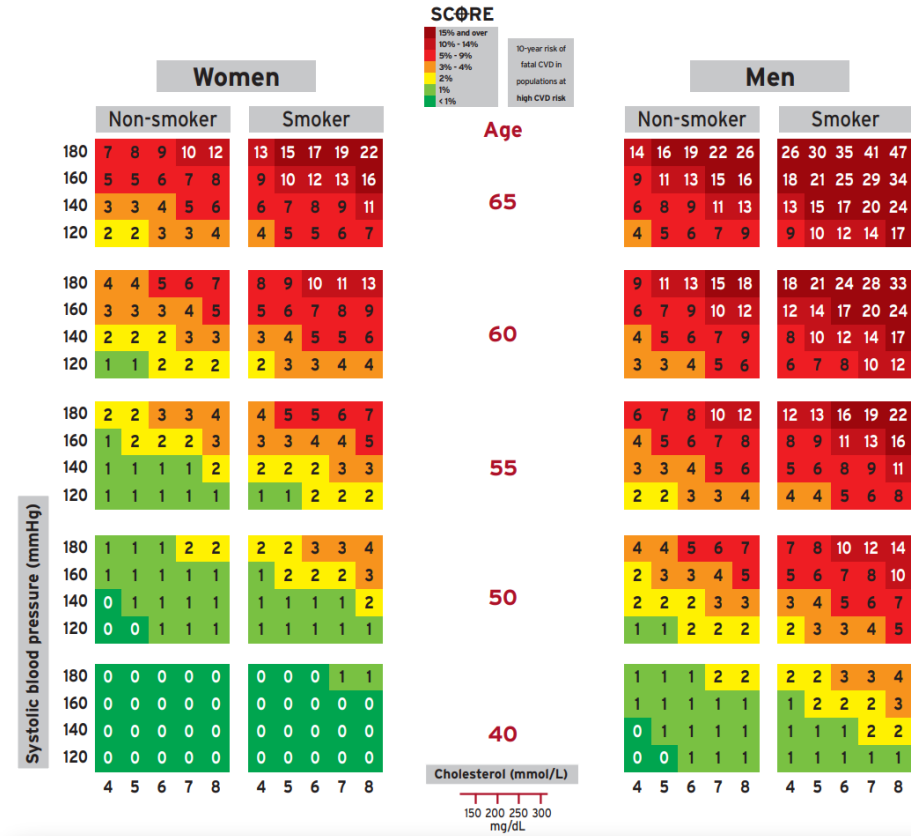 SCORE
15% and over
10% - 14%
5% - 9%
3% - 4%
2%
1%
< 1%
10-year risk of
fatal CVD in
populations at
high CVD risk
Women
Men
Non-smoker Smoker Age Non-smoker Smoker
180 7 8 9 10 12 13 15 17 19 22 14 16 19 22 26 26 30 35 41 47
160 5 5 6 7 8 9 10 12 13 16 9 11 13 15 16 18 21 25 29 34
65
140 3 3 4 5 6 6 7 8 9 11 6 8 9 11 13 13 15 17 20 24
120 2 2 3 3 4 4 5 5 6 7 4 5 6 7 9 9 10 12 14 17
180 4 4 5 6 7 8 9 10 11 13 9 11 13 15 18 18 21 24 28 33
160 3 3 3 4 5 5 6 7 8 9 6 7 9 10 12 12 14 17 20 24
60
140 2 2 2 3 3 3 4 5 5 6 4 5 6 7 9 8 10 12 14 17
120 1 1 2 2 2 2 3 3 4 4 3 3 4 5 6 6 7 8 10 12
180 2 2 3 3 4 4 5 5 6 7 6 7 8 10 12 12 13 16 19 22
160 1 2 2 2 3 3 3 4 4 5 4 5 6 7 8 8 9 11 13 16
55
140 1 1 1 1 2 2 2 2 3 3 3 3 4 5 6 5 6 8 9 11
120 1 1 1 1 1 1 1 2 2 2 2 2 3 3 4 4 4 5 6 8
180 1 1 1 2 2 2 2 3 3 4 4 4 5 6 7 7 8 10 12 14
160 1 1 1 1 1 1 2 2 2 3 2 3 3 4 5 5 6 7 8 10
50
140 0 1 1 1 1 1 1 1 1 2 2 2 2 3 3 3 4 5 6 7
120 0 0 1 1 1 1 1 1 1 1 1 1 2 2 2 2 3 3 4 5
180 0 0 0 0 0 0 0 0 1 1 1 1 1 2 2 2 2 3 3 4
160 0 0 0 0 0 0 0 0 0 0 1 1 1 1 1 1 2 2 2 3
40
140 0 0 0 0 0 0 0 0 0 0 0 1 1 1 1 1 1 1 2 2
120 0 0 0 0 0 0 0 0 0 0 0 0 1 1 1 1 1 1 1 1
4 5 6 7 8 4 5 6 7 8 4 5 6 7 8 4 5 6 7 8
Systolic blood pressure (mmHg)
Cholesterol (mmol/L)
150 200 250 300
mg/dL